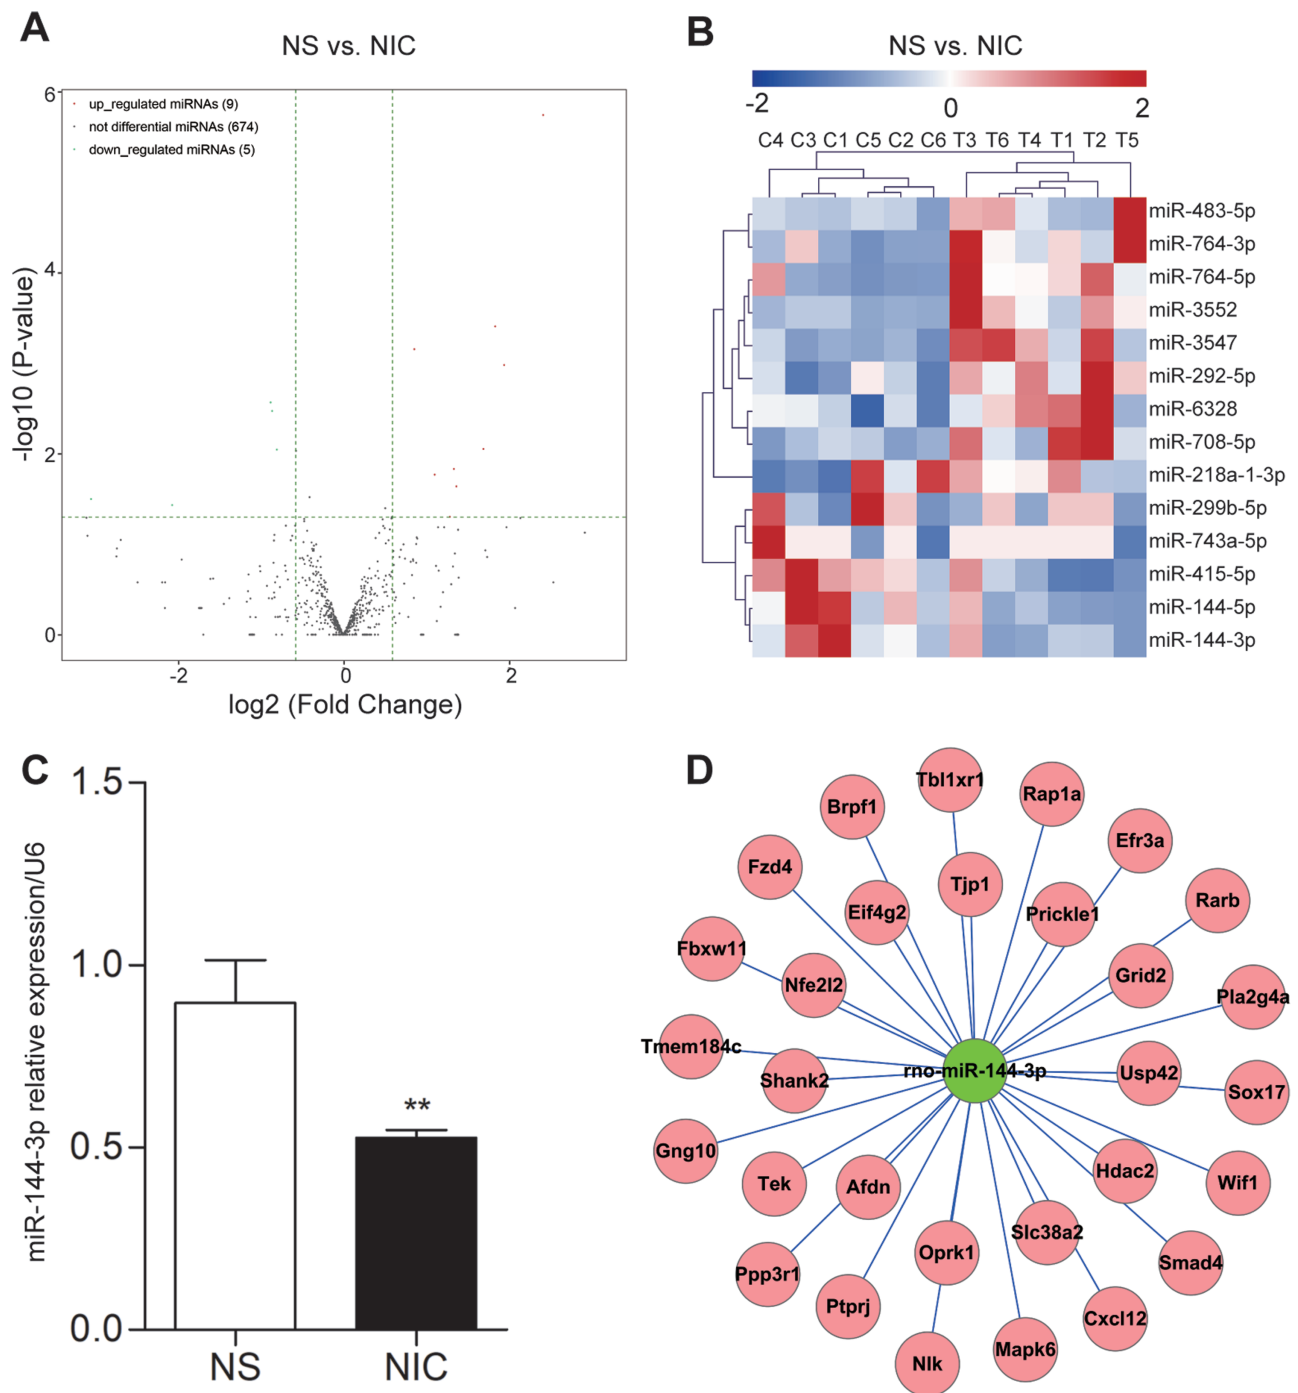 A
NS vs. NIC
up_regulated miRNAs (9)
not differential miRNAs (674)
down_regulated miRNAs (5)
6
4
2
0
-2
0
2
-log10 (P-value)
log2 (Fold Change)
B
NS vs. NIC
-2
0
2
C4 C3 C1 C5 C2 C6 T3 T6 T4 T1 T2 T5
miR-483-5p
miR-764-3p
miR-764-5p
miR-3552
miR-3547
miR-292-5p
miR-6328
miR-708-5p
miR-218a-1-3p
miR-299b-5p
miR-743a-5p
miR-415-5p
miR-144-5p
miR-144-3p
C
miR-144-3p relative expression/U6
1.5
1.0
0.5
0.0
**
NS
NIC
D
Tbl1xr1
Rap1a
Brpf1
Efr3a
Fzd4
Tjp1
Eif4g2
Prickle1
Rarb
Fbxw11
Nfe2l2
Grid2
Pla2g4a
Tmem184c
Shank2
rno-miR-144-3p
Usp42
Sox17
Gng10
Tek
Afdn
Hdac2
Wif1
Slc38a2
Oprk1
Smad4
Ppp3r1
Ptprj
Cxcl12
Nlk
Mapk6